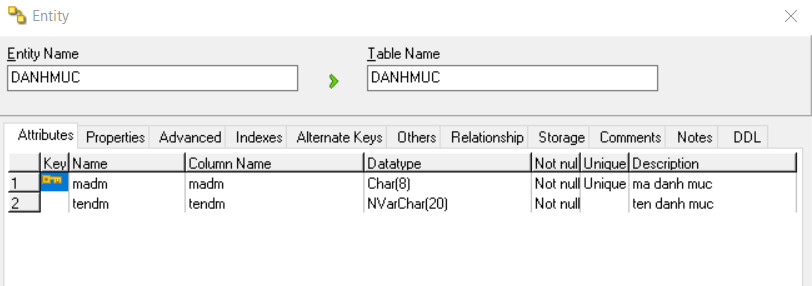 Entity
Entity Name Table Name
DANHMUC DANHMUC
Attributes Properties Advanced Indexes Alternate Keys Others Relationship Storage Comments Notes DDL
Key Name Column Name Datatype Not nul Unique Description
1 madm madm Char(8) Not null Unique ma danh muc
2 tendm tendm NVarChar(20) Not null ten danh muc